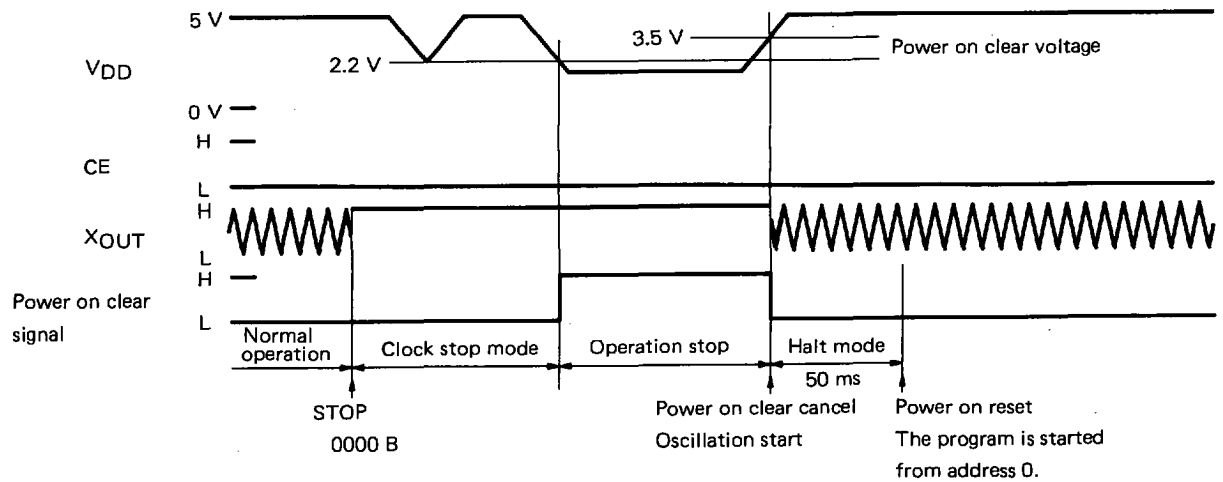 5 V
3.5 V
Power on clear voltage
2.2 V
VDD
0 V
H
CE
L
H
XOUT
L
H
Power on clear
signal
L
Normal
operation
Clock stop mode
Operation stop
Halt mode
50 ms
STOP
0000 B
Power on clear cancel
Oscillation start
Power on reset
The program is started
from address 0.